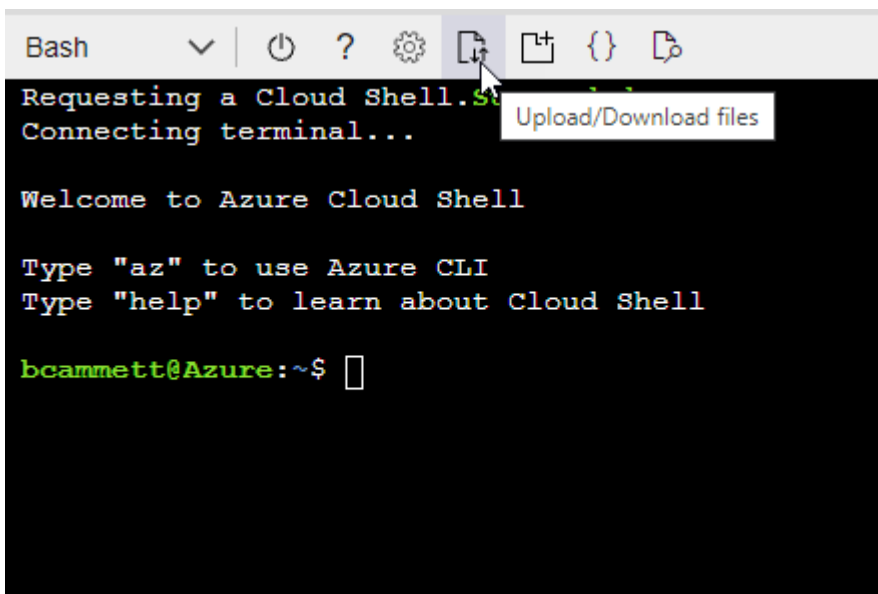 Bash
?
{}
Requesting a Cloud Shell.
Upload/Download files
Connecting terminal...
Welcome to Azure Cloud Shell
Type "az" to use Azure CLI
Type "help" to learn about Cloud Shell
bcammett@Azure:~$